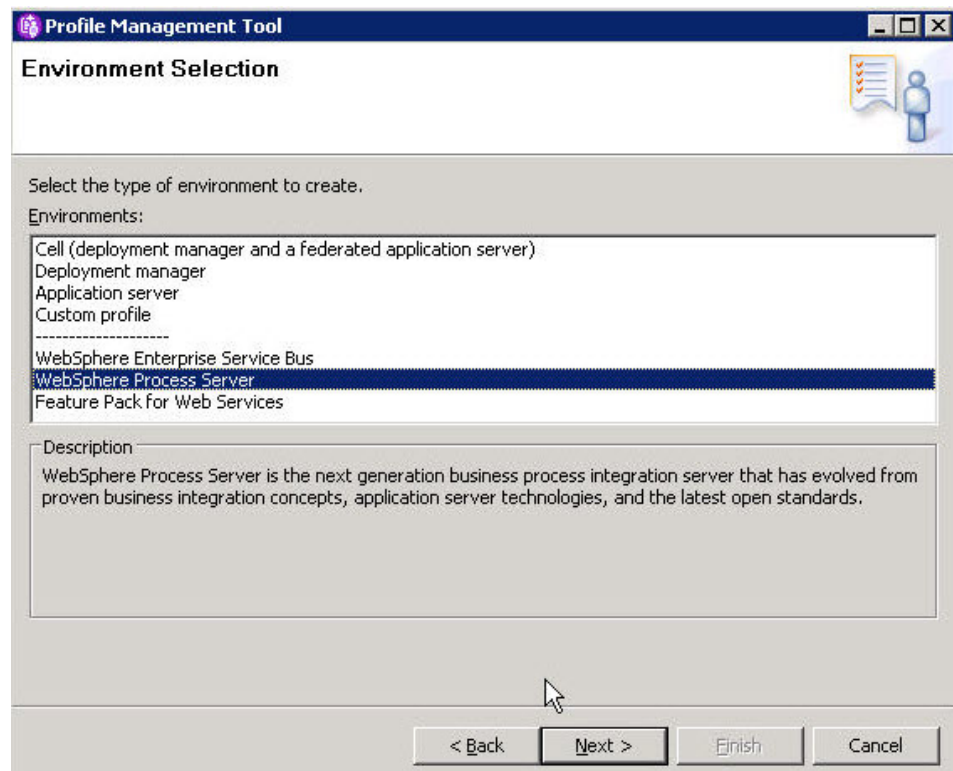 Profile Management Tool
Environment Selection
Select the type of environment to create.
Environments:
Cell (deployment manager and a federated application server)
Deployment manager
Application server
Custom profile
--------------------
WebSphere Enterprise Service Bus
WebSphere Process Server
Feature Pack for Web Services
Description
WebSphere Process Server is the next generation business process integration server that has evolved from
proven business integration concepts, application server technologies, and the latest open standards.
< Back Next > Finish Cancel